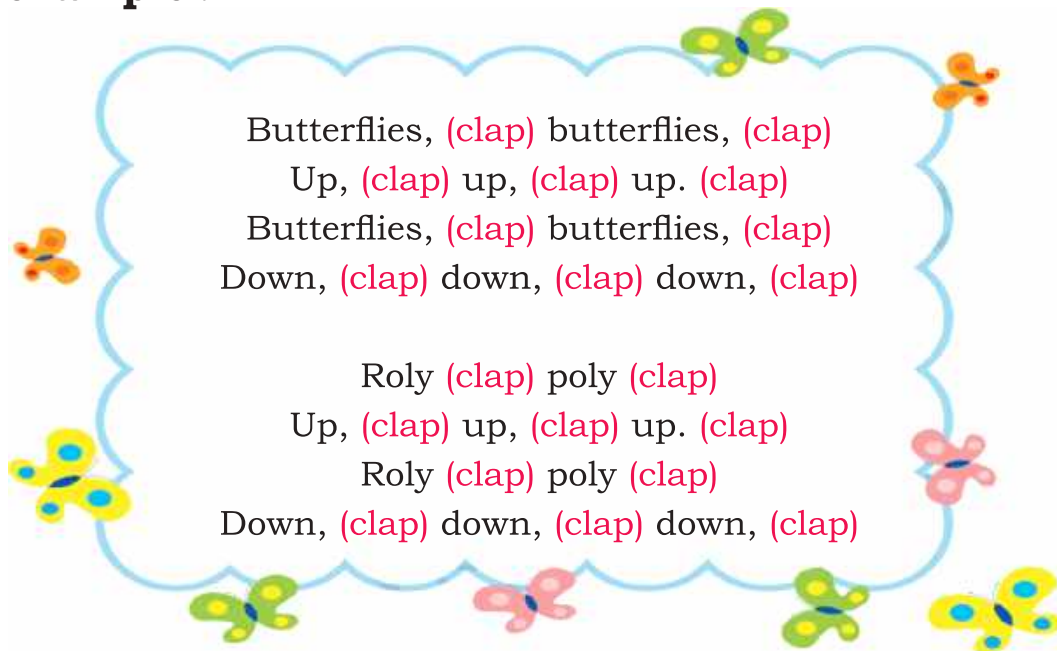 Butterflies, (clap) butterflies, (clap)
Up, (clap) up, (clap) up. (clap)
Butterflies, (clap) butterflies, (clap)
Down, (clap) down, (clap) down, (clap)
Roly (clap) poly (clap)
Up, (clap) up, (clap) up. (clap)
Roly (clap) poly (clap)
Down, (clap) down, (clap) down, (clap)